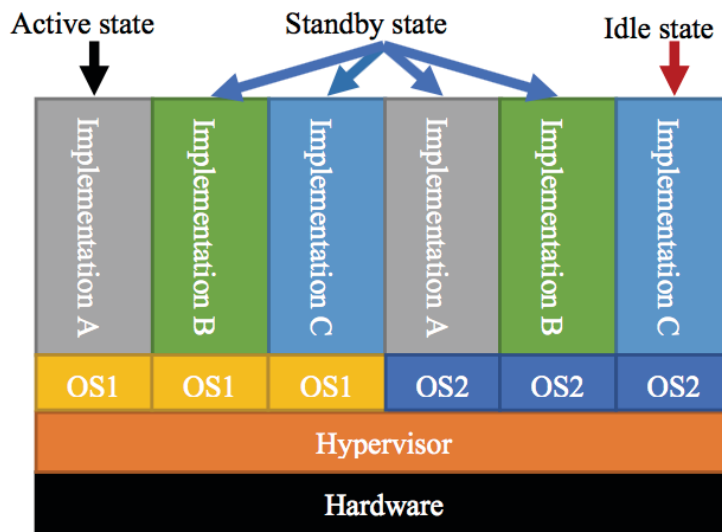 Active state
Standby state
Idle state
Implementation A
Implementation B
Implementation C
Implementation A
Implementation B
Implementation C
OS1
OS1
OS1
OS2
OS2
OS2
Hypervisor
Hardware